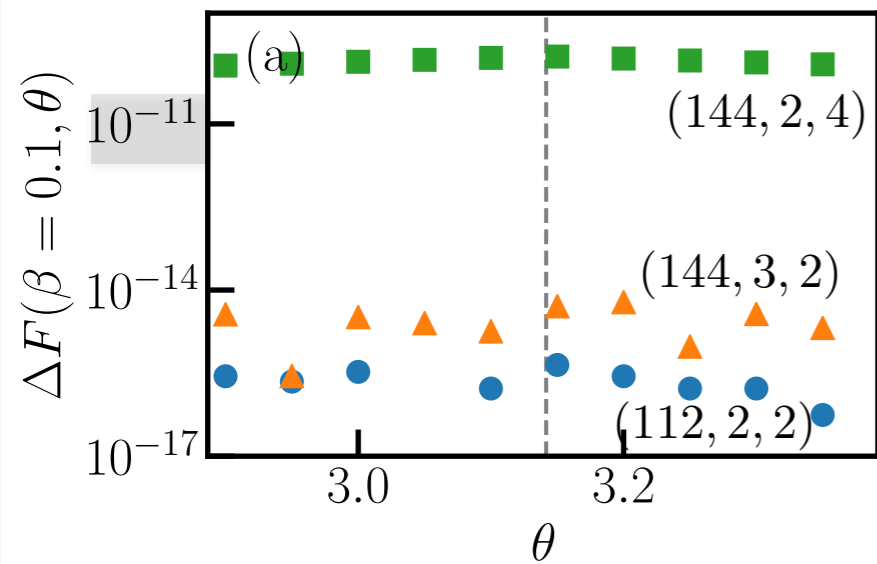 (a)
ΔF(β = 0.1, θ)
10⁻¹¹
(144, 2, 4)
10⁻¹⁴
(144, 3, 2)
(112, 2, 2)
10⁻¹⁷
3.0 3.2
θ